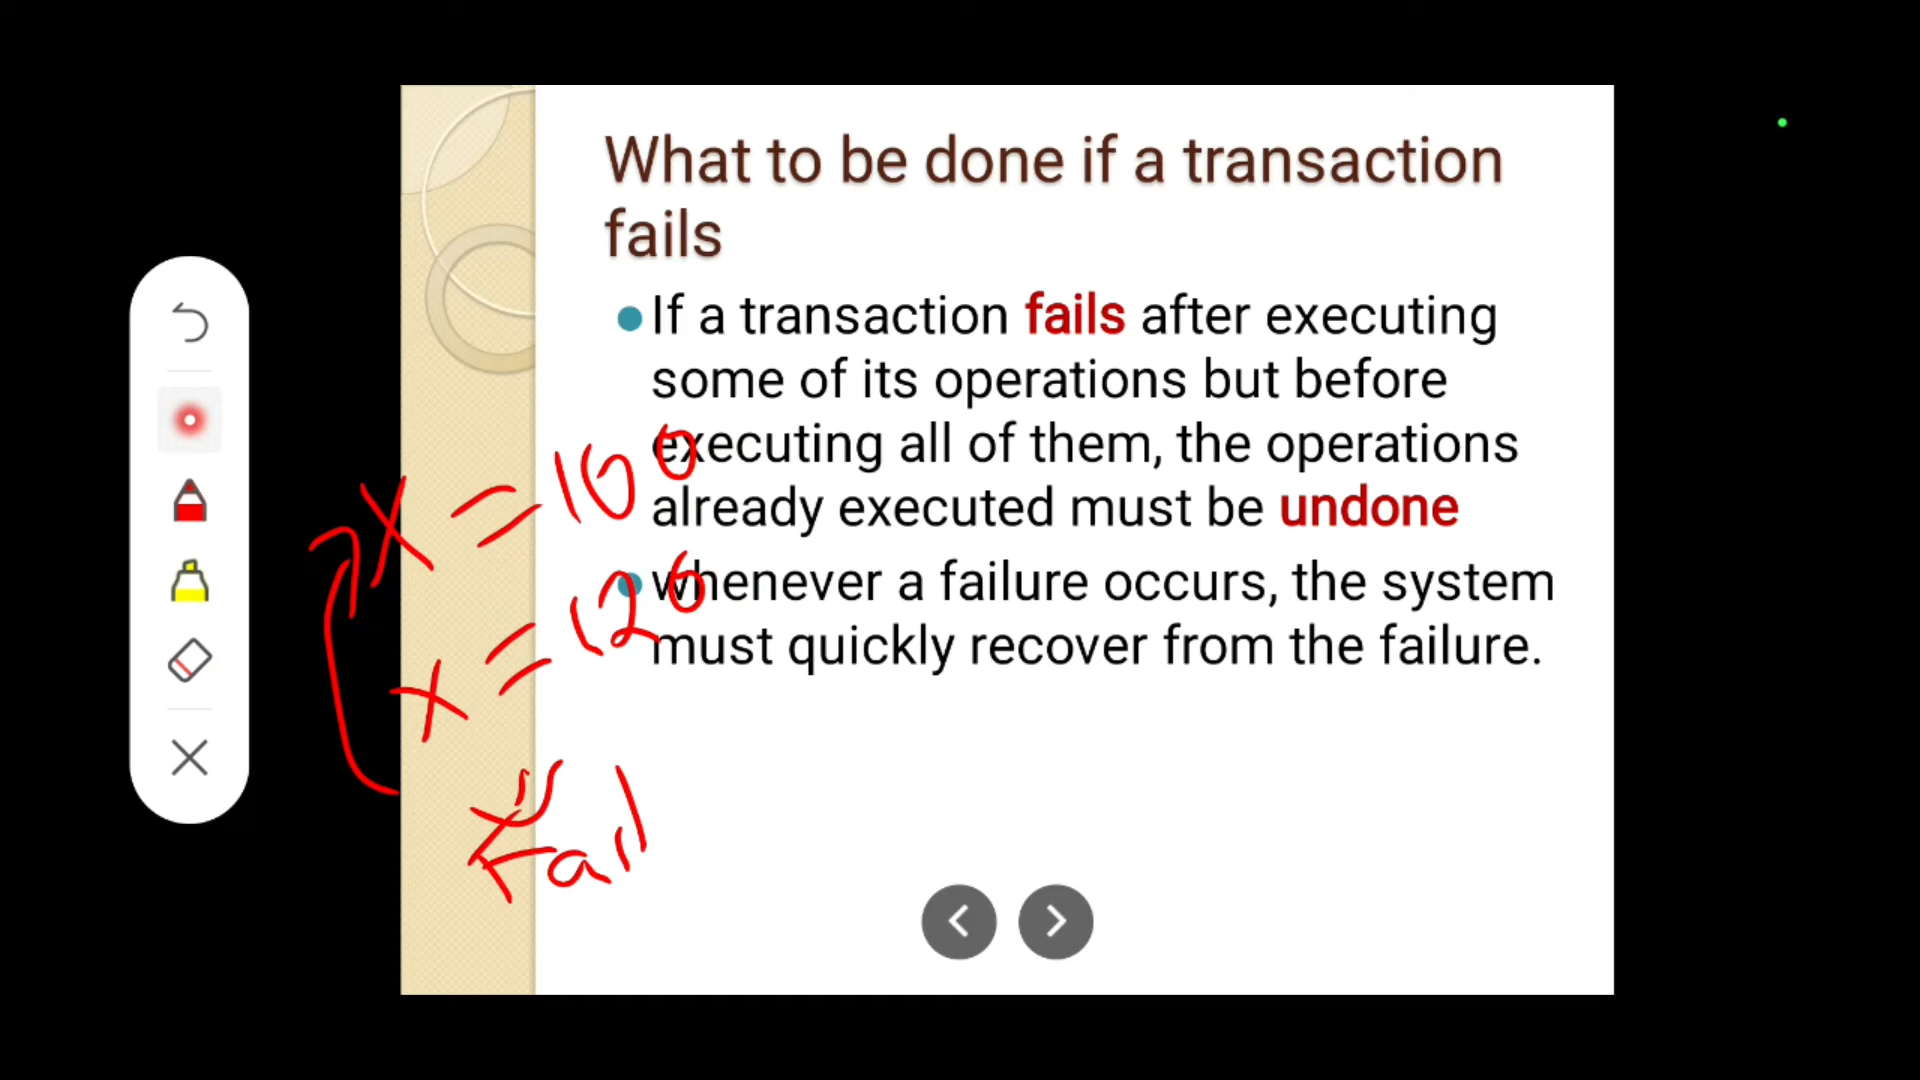 What to be done if a transaction
fails
If a transaction fails after executing
some of its operations but before
executing all of them, the operations
already executed must be undone
whenever a failure occurs, the system
must quickly recover from the failure.
x = 100
x = 120
Fail